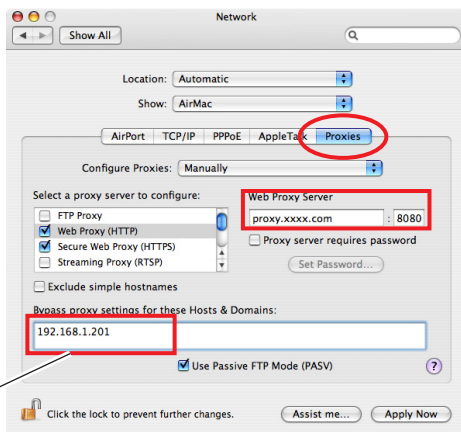 Network
Show All
Location: Automatic
Show: AirMac
AirPort TCP/IP PPPoE AppleTalk Proxies
Configure Proxies: Manually
Select a proxy server to configure:
FTP Proxy
Web Proxy (HTTP)
Secure Web Proxy (HTTPS)
Streaming Proxy (RTSP)
Web Proxy Server
proxy.xxxx.com : 8080
Proxy server requires password
Set Password...
Exclude simple hostnames
Bypass proxy settings for these Hosts & Domains:
192.168.1.201
Use Passive FTP Mode (PASV)
?
Click the lock to prevent further changes.
Assist me...
Apply Now